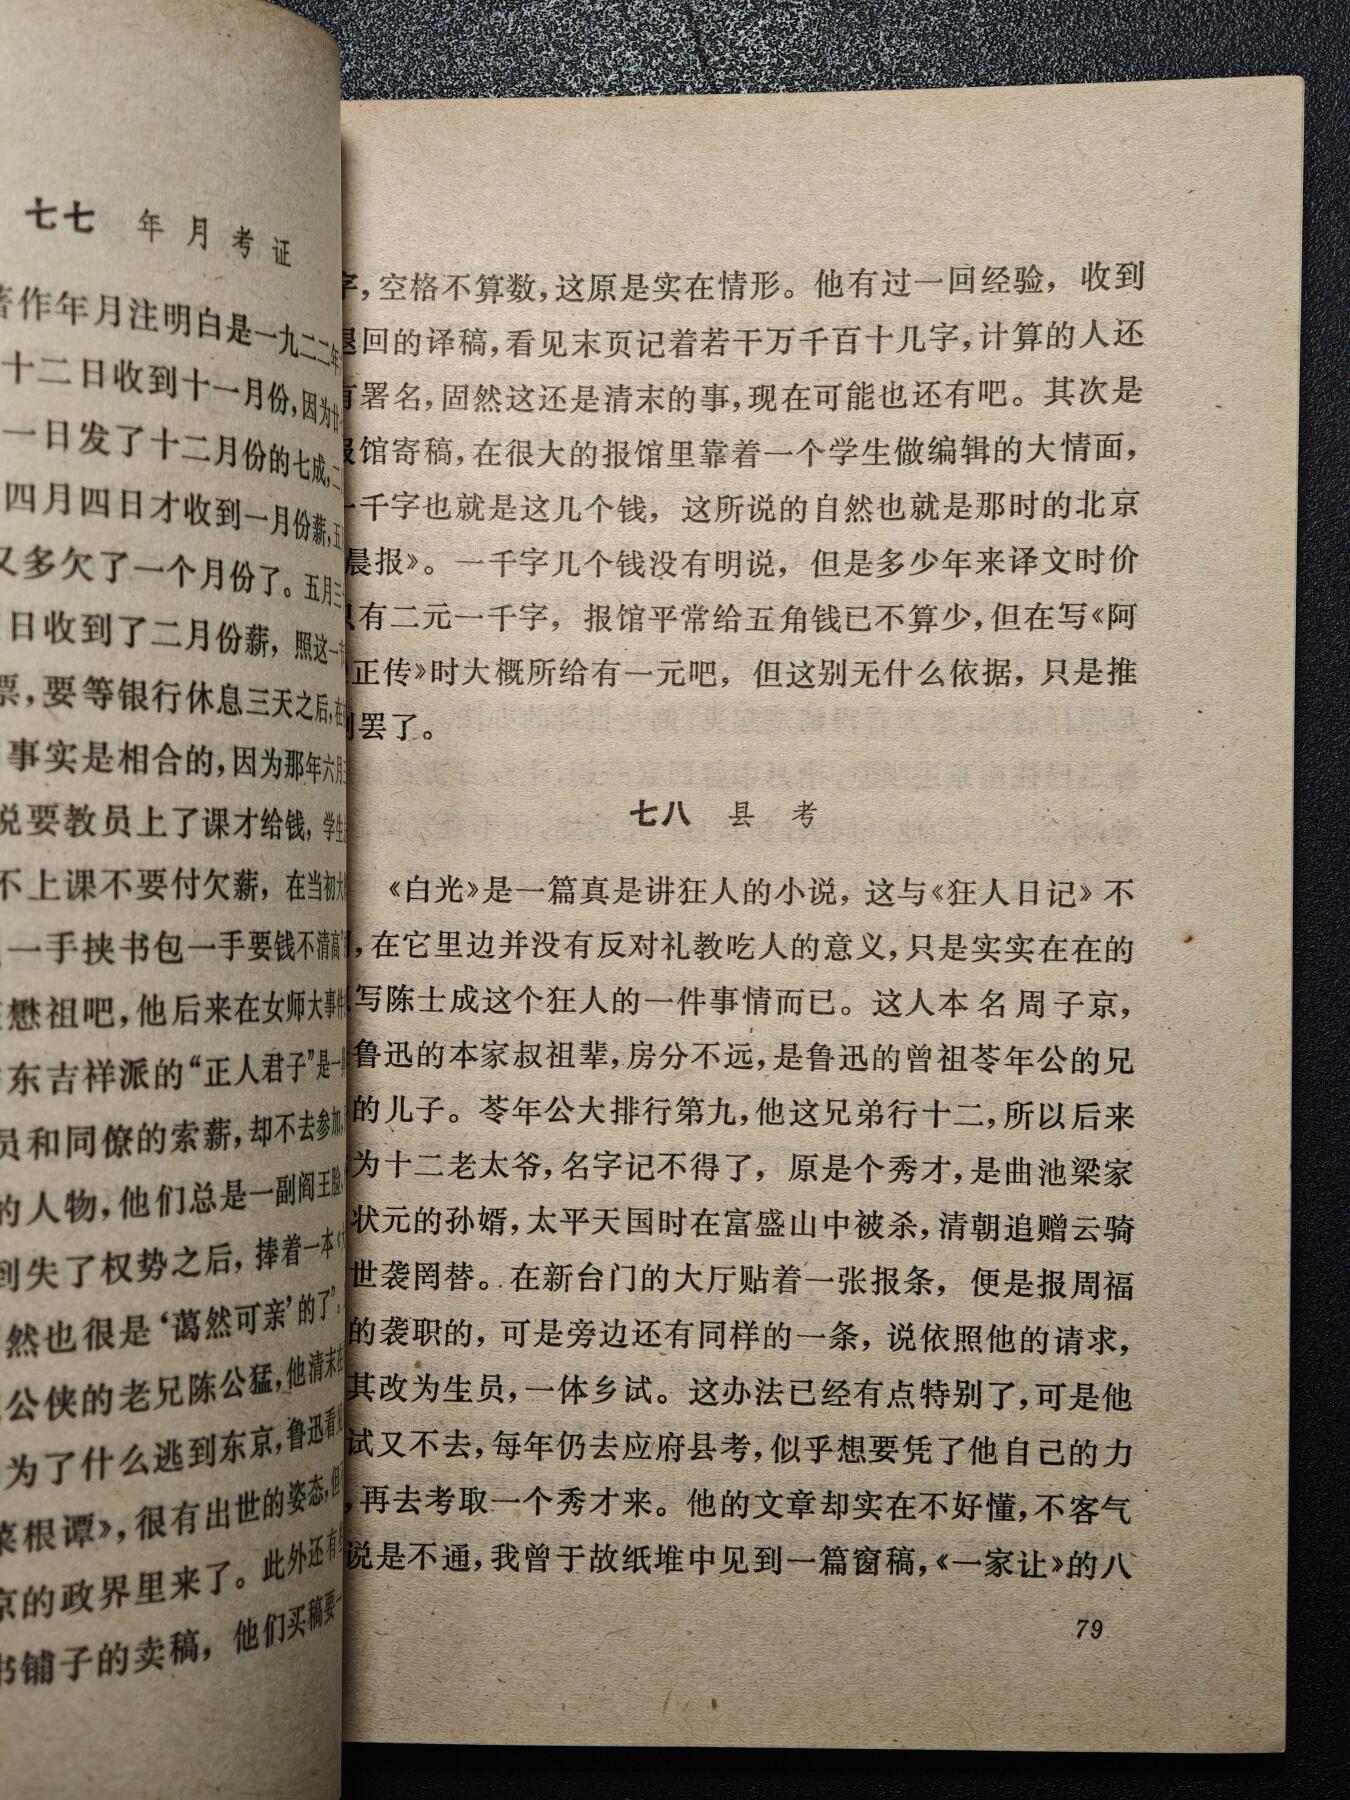 七七 年月考证
著作年月注明白是一九二二年
十二日收到十一月份，因为廿
一日发了十二月份的七成，二
四月四日才收到一月份薪，五
又多欠了一个月份了。五月三
日收到了二月份薪，照这一
票，要等银行休息三天之后，在
事实是相合的，因为那年六月
说要教员上了课才给钱，学生
不上课不要付欠薪，在当初大
一手挟书包一手要钱不清高
懋祖吧，他后来在女师大事件
东吉祥派的“正人君子”是一
员和同僚的索薪，却不去参加，
的人物，他们总是一副阎王脸
到失了权势之后，捧着一本《
然也很是‘蔼然可亲’的了”。
公侠的老兄陈公猛，他清末在
为了什么逃到东京，鲁迅看见
菜根谭》，很有出世的姿态，但
京的政界里来了。此外还有
书铺子的卖稿，他们买稿要一
字，空格不算数，这原是实在情形。他有过一回经验，收到
退回的译稿，看见末页记着若干万千百十几字，计算的人还
有署名，固然这还是清末的事，现在可能也还有吧。其次是
报馆寄稿，在很大的报馆里靠着一个学生做编辑的大情面，
一千字也就是这几个钱，这所说的自然也就是那时的北京
晨报》。一千字几个钱没有明说，但是多少年来译文时价
只有二元一千字，报馆平常给五角钱已不算少，但在写《阿
正传》时大概所给有一元吧，但这别无什么依据，只是推
测罢了。
七八 县考
《白光》是一篇真是讲狂人的小说，这与《狂人日记》不
，在它里边并没有反对礼教吃人的意义，只是实实在在的
写陈士成这个狂人的一件事情而已。这人本名周子京，
鲁迅的本家叔祖辈，房分不远，是鲁迅的曾祖苓年公的兄
的儿子。苓年公大排行第九，他这兄弟行十二，所以后来
为十二老太爷，名字记不得了，原是个秀才，是曲池梁家
状元的孙婿，太平天国时在富盛山中被杀，清朝追赠云骑
世袭罔替。在新台门的大厅贴着一张报条，便是报周福
的袭职的，可是旁边还有同样的一条，说依照他的请求，
其改为生员，一体乡试。这办法已经有点特别了，可是他
试又不去，每年仍去应府县考，似乎想要凭了他自己的力
，再去考取一个秀才来。他的文章却实在不好懂，不客气
说是不通，我曾于故纸堆中见到一篇窗稿，《一家让》的八
79